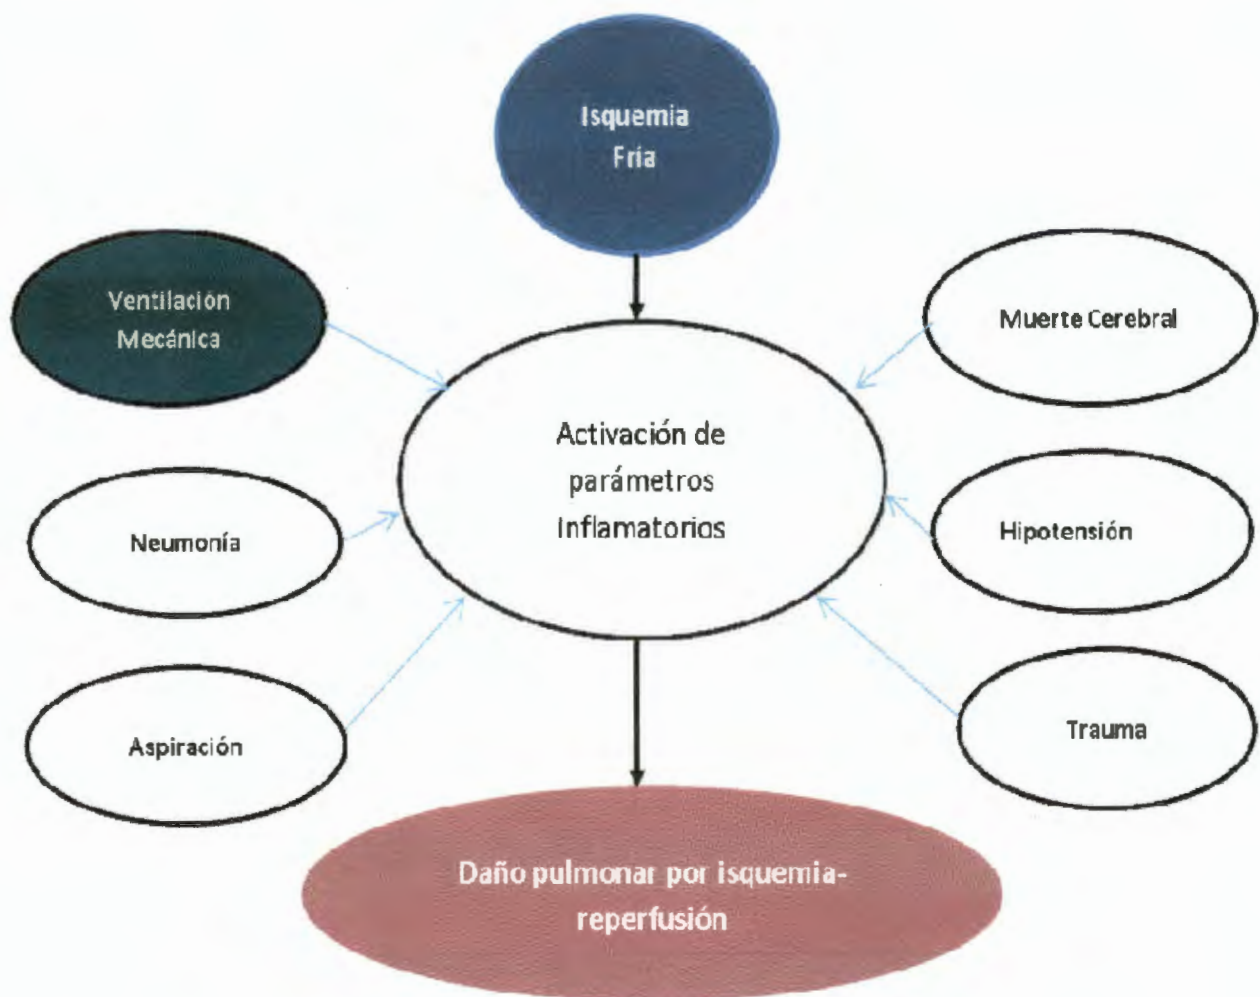 Isquemia
Fría
Ventilación
Mecánica
Muerte Cerebral
Activación de
parámetros
Inflamatorios
Neumonía
Hipotensión
Aspiración
Trauma
Daño pulmonar por isquemia-
reperfusión